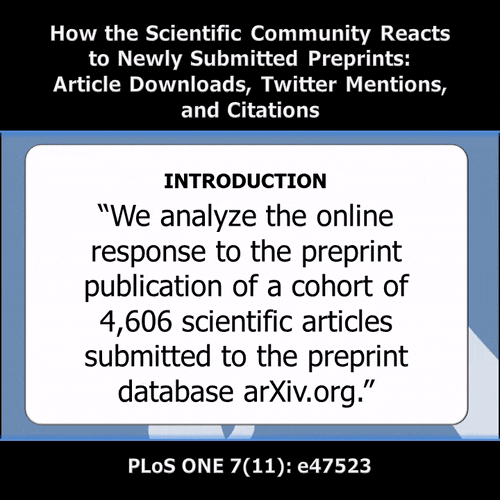 How the Scientific Community Reacts
to Newly Submitted Preprints:
Article Downloads, Twitter Mentions,
and Citations
INTRODUCTION
“We analyze the online
response to the preprint
publication of a cohort of
4,606 scientific articles
submitted to the preprint
database arXiv.org.”
PLoS ONE 7(11): e47523